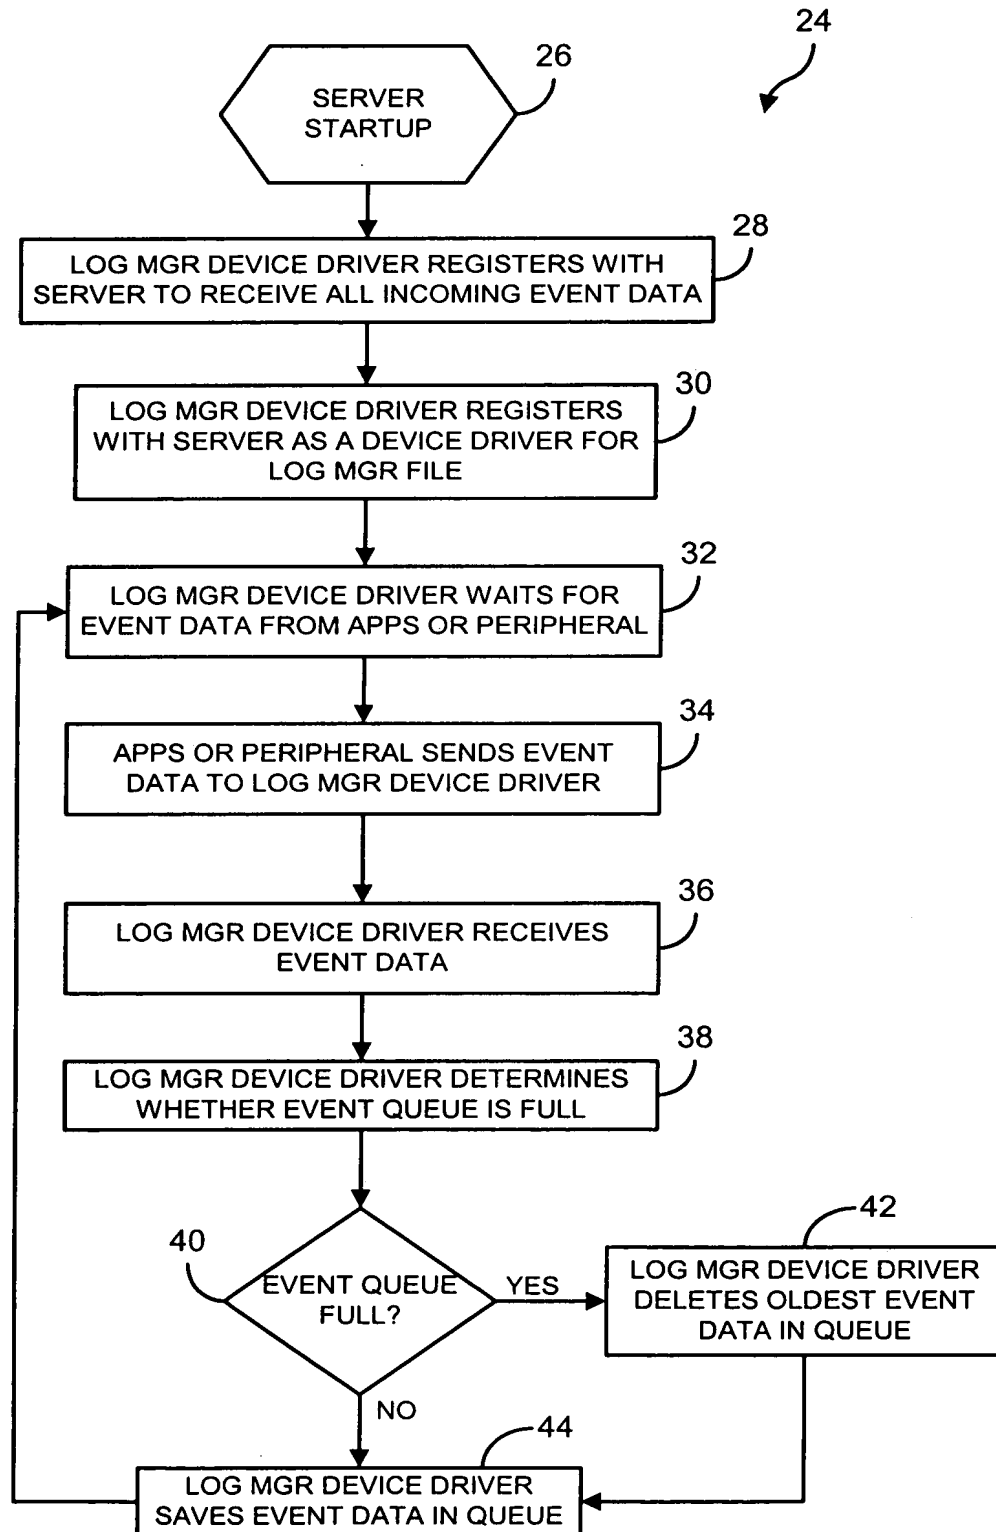 24
26
SERVER
STARTUP
28
LOG MGR DEVICE DRIVER REGISTERS WITH
SERVER TO RECEIVE ALL INCOMING EVENT DATA
30
LOG MGR DEVICE DRIVER REGISTERS
WITH SERVER AS A DEVICE DRIVER FOR
LOG MGR FILE
32
LOG MGR DEVICE DRIVER WAITS FOR
EVENT DATA FROM APPS OR PERIPHERAL
34
APPS OR PERIPHERAL SENDS EVENT
DATA TO LOG MGR DEVICE DRIVER
36
LOG MGR DEVICE DRIVER RECEIVES
EVENT DATA
38
LOG MGR DEVICE DRIVER DETERMINES
WHETHER EVENT QUEUE IS FULL
40
EVENT QUEUE
FULL?
YES
42
LOG MGR DEVICE DRIVER
DELETES OLDEST EVENT
DATA IN QUEUE
NO
44
LOG MGR DEVICE DRIVER
SAVES EVENT DATA IN QUEUE